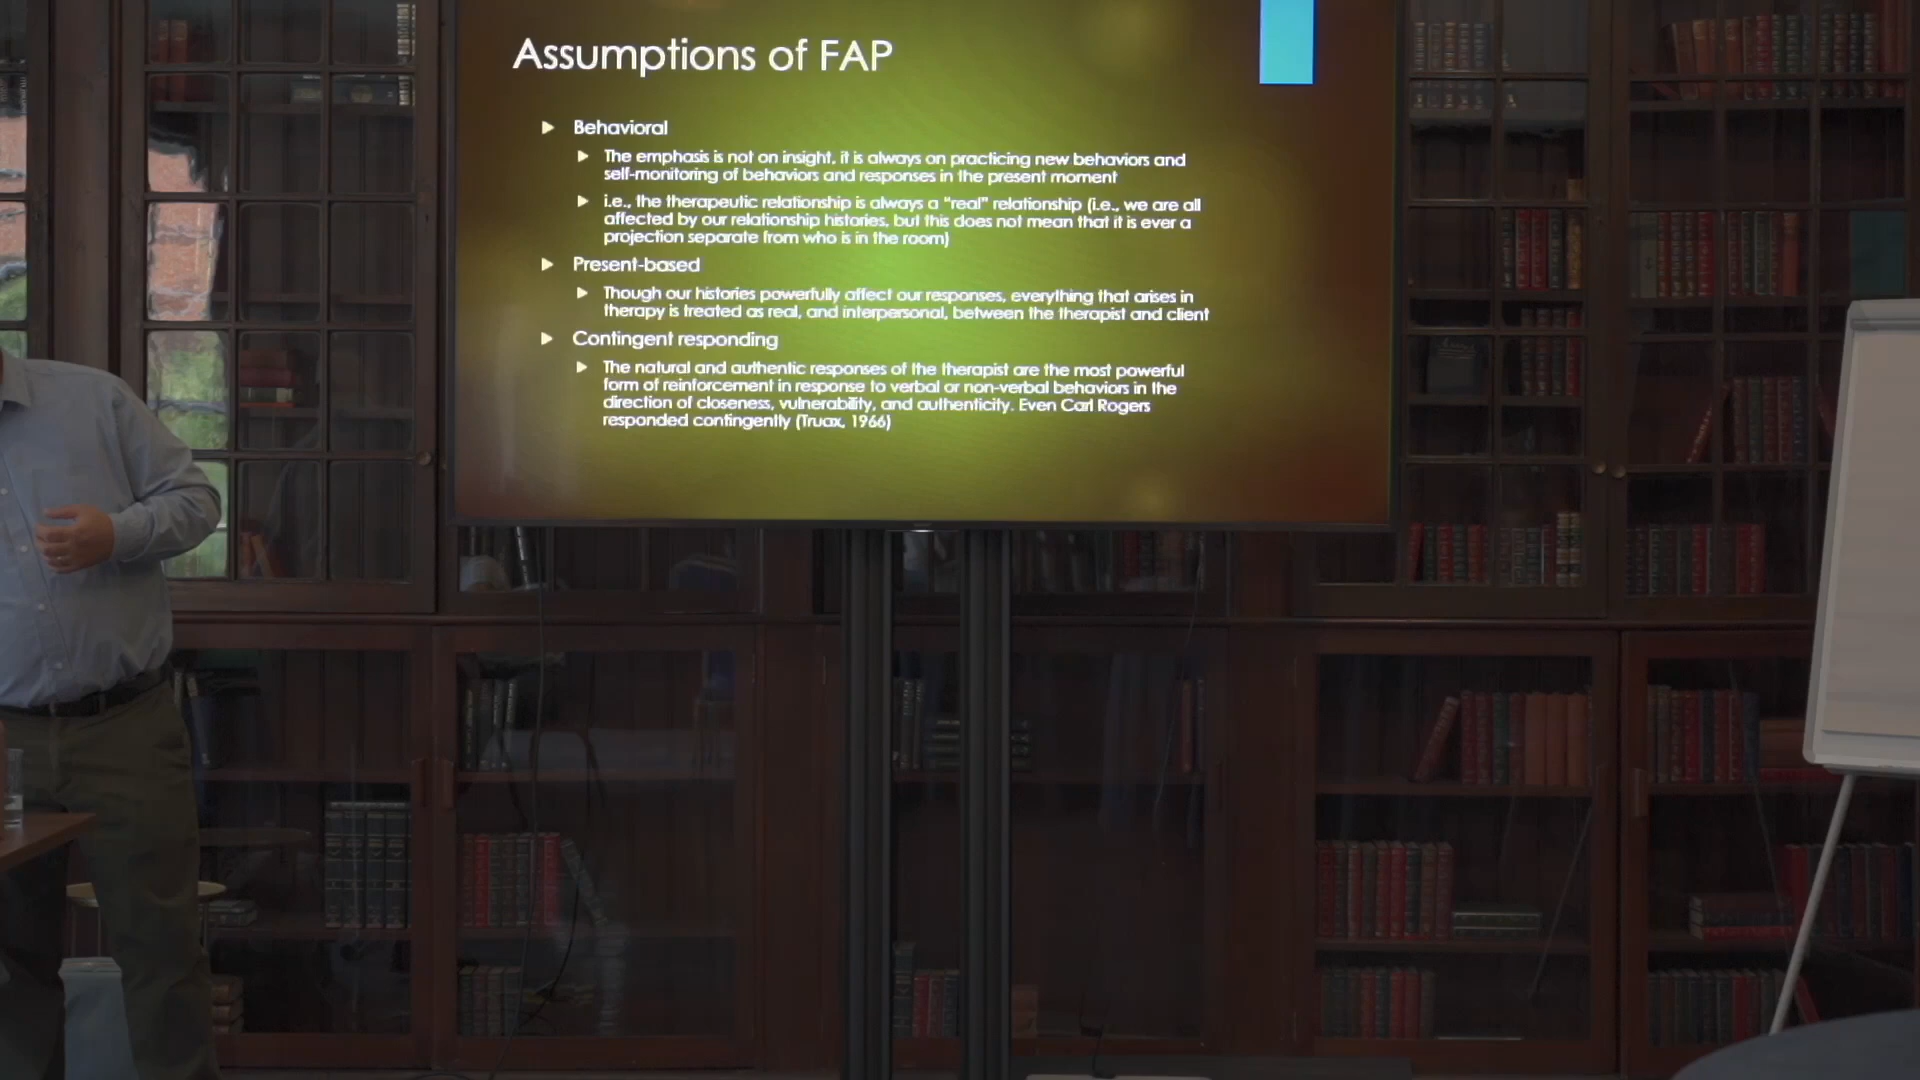 Assumptions of FAP
Behavioral
The emphasis is not on insight, it is always on practicing new behaviors and
self-monitoring of behaviors and responses in the present moment
i.e., the therapeutic relationship is always a "real" relationship (i.e., we are all
affected by our relationship histories, but this does not mean that it is ever a
projection separate from who is in the room)
Present-based
Though our histories powerfully affect our responses, everything that arises in
therapy is treated as real, and interpersonal, between the therapist and client
Contingent responding
The natural and authentic responses of the therapist are the most powerful
form of reinforcement in response to verbal or non-verbal behaviors in the
direction of closeness, vulnerability, and authenticity. Even Carl Rogers
responded contingently (Truax, 1966)